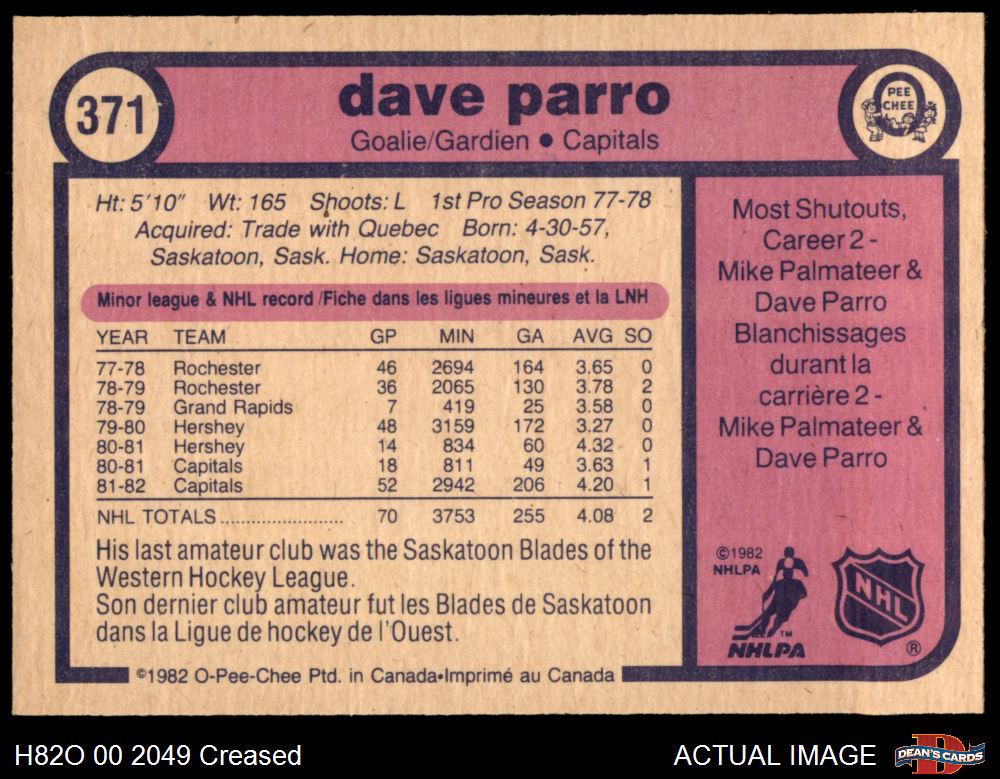 371
dave parro
Goalie/Gardien ● Capitals
PEE
CHEE
Ht: 5'10" Wt: 165 Shoots: L 1st Pro Season 77-78
Acquired: Trade with Quebec Born: 4-30-57,
Saskatoon, Sask. Home: Saskatoon, Sask.
Minor league & NHL record /Fiche dans les ligues mineures et la LNH
YEAR TEAM GP MIN GA AVG SO
77-78 Rochester 46 2694 164 3.65 0
78-79 Rochester 36 2065 130 3.78 2
78-79 Grand Rapids 7 419 25 3.58 0
79-80 Hershey 48 3159 172 3.27 0
80-81 Hershey 14 834 60 4.32 0
80-81 Capitals 18 811 49 3.63 1
81-82 Capitals 52 2942 206 4.20 1
NHL TOTALS........................ 70 3753 255 4.08 2
His last amateur club was the Saskatoon Blades of the
Western Hockey League.
Son dernier club amateur fut les Blades de Saskatoon
dans la Ligue de hockey de l'Ouest.
©1982 O-Pee-Chee Ptd. in Canada•Imprimé au Canada
Most Shutouts,
Career 2 -
Mike Palmateer &
Dave Parro
Blanchissages
durant la
carrière 2 -
Mike Palmateer &
Dave Parro
©1982
NHLPA
TM
NHLPA
NHL
®
H82O 00 2049 Creased
ACTUAL IMAGE
DEAN'S CARDS